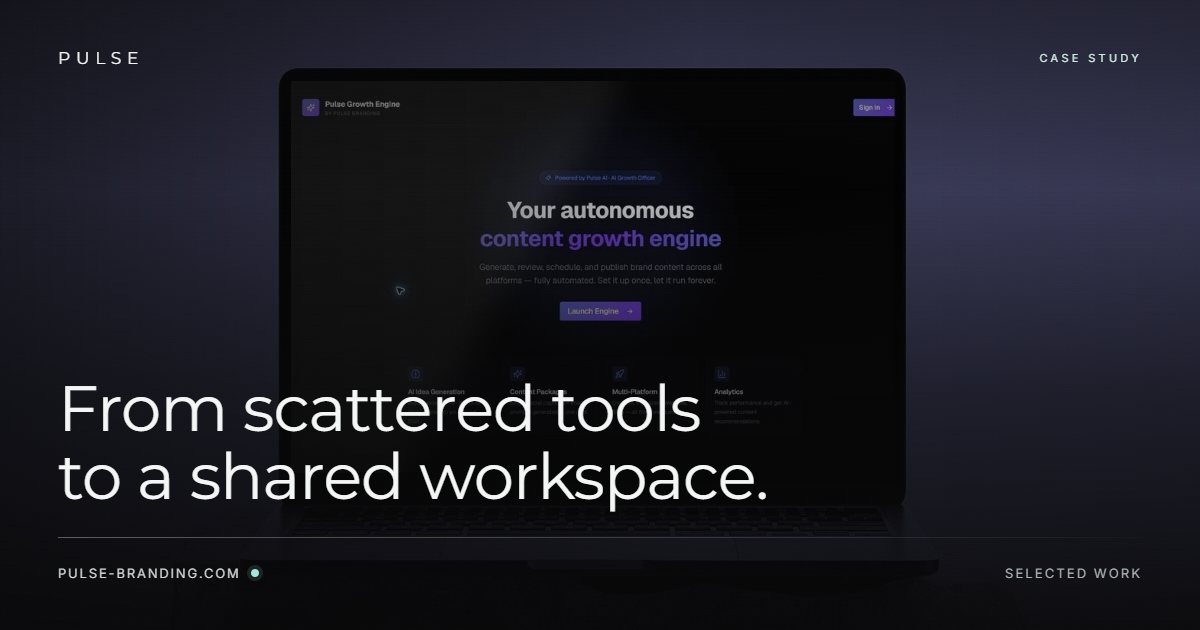 PULSE
CASE STUDY
Pulse Growth Engine
BY PULSE BRANDING
Sign in
Powered by Pulse AI · AI Growth Officer
Your autonomous
content growth engine
Generate, review, schedule, and publish brand content across all
platforms — fully automated. Set it up once, let it run forever.
Launch Engine
AI Idea Generation
Multi-Platform
Analytics
Track performance and get AI-
powered content
recommendations.
From scattered tools
to a shared workspace.
PULSE-BRANDING.COM
SELECTED WORK